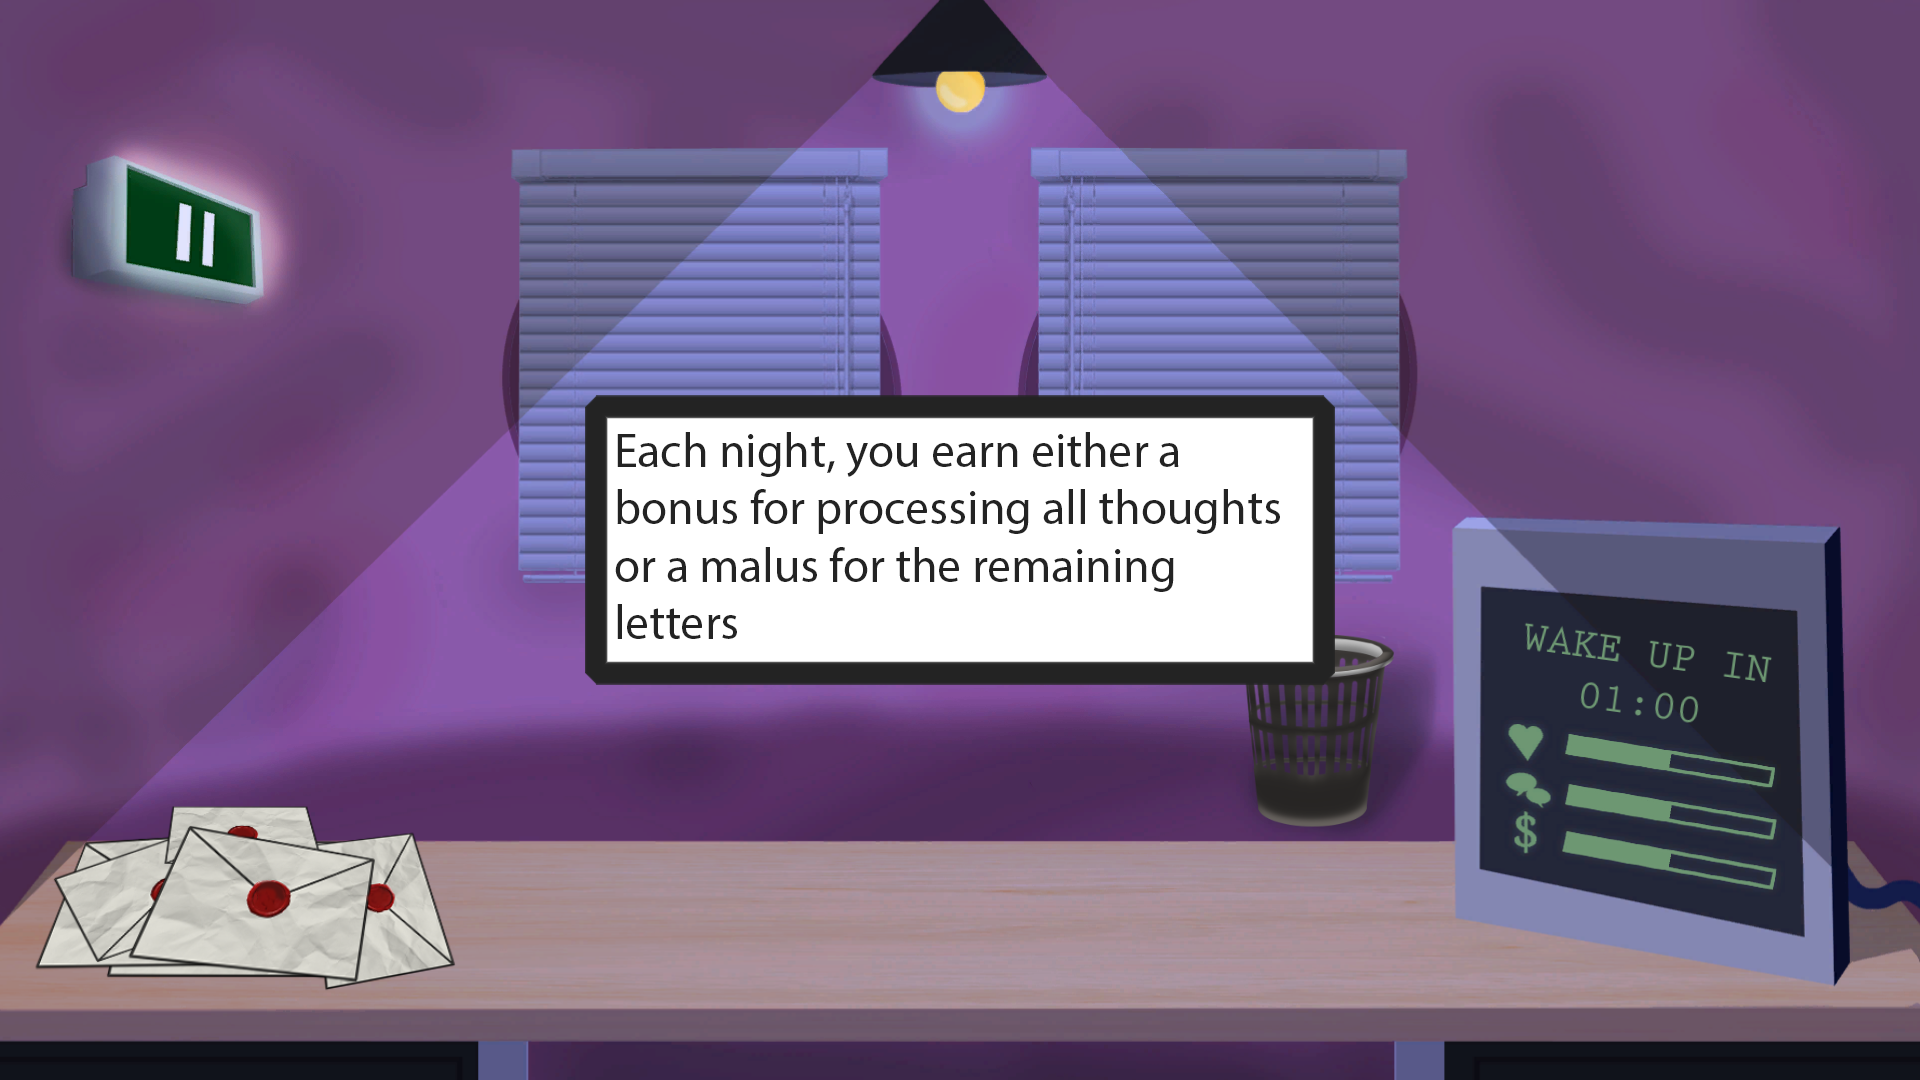 Each night, you earn either a
bonus for processing all thoughts
or a malus for the remaining
letters
WAKE UP IN
01:00
$